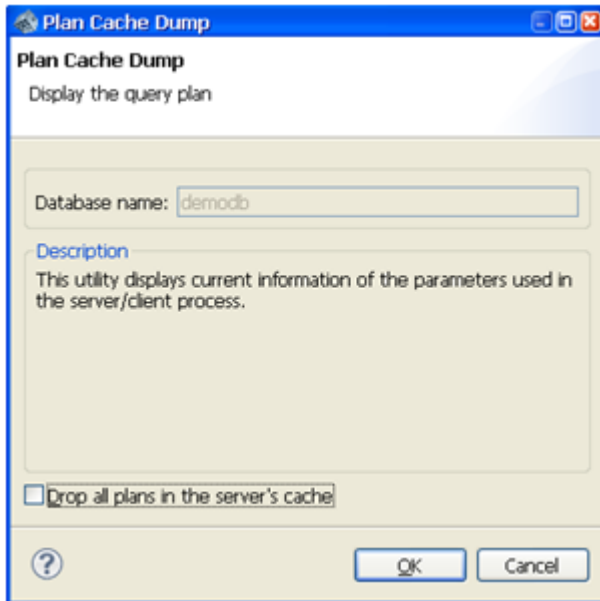 Plan Cache Dump
Plan Cache Dump
Display the query plan
Database name: demodb
Description
This utility displays current information of the parameters used in
the server/client process.
Drop all plans in the server's cache
?
OK
Cancel